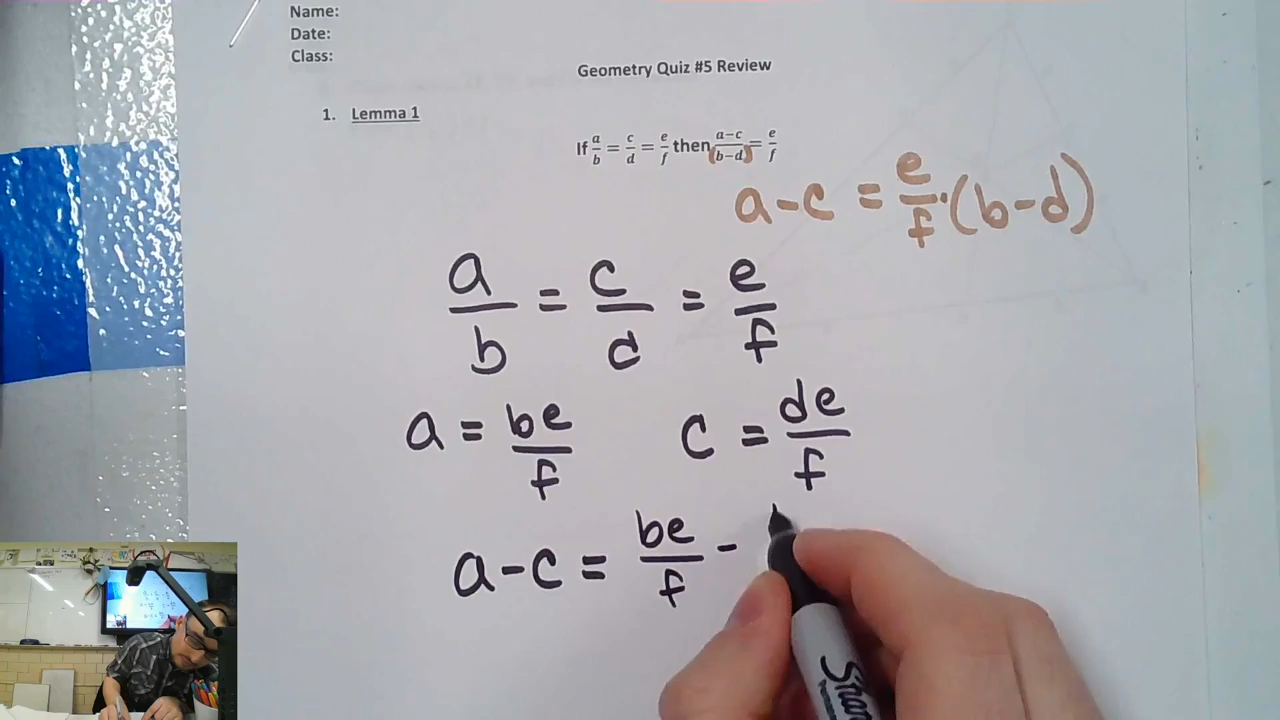 Name:
Date:
Class:
Geometry Quiz #5 Review
1. Lemma 1
If a/b = c/d = e/f then (a−c)/(b−d) = e/f
a-c = e/f·(b-d)
a/b = c/d = e/f
a = be/f c = de/f
a-c = be/f -